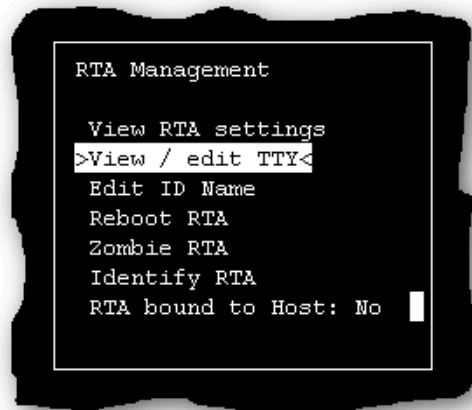 RTA Management
View RTA settings
>View / edit TTY<
Edit ID Name
Reboot RTA
Zombie RTA
Identify RTA
RTA bound to Host: No